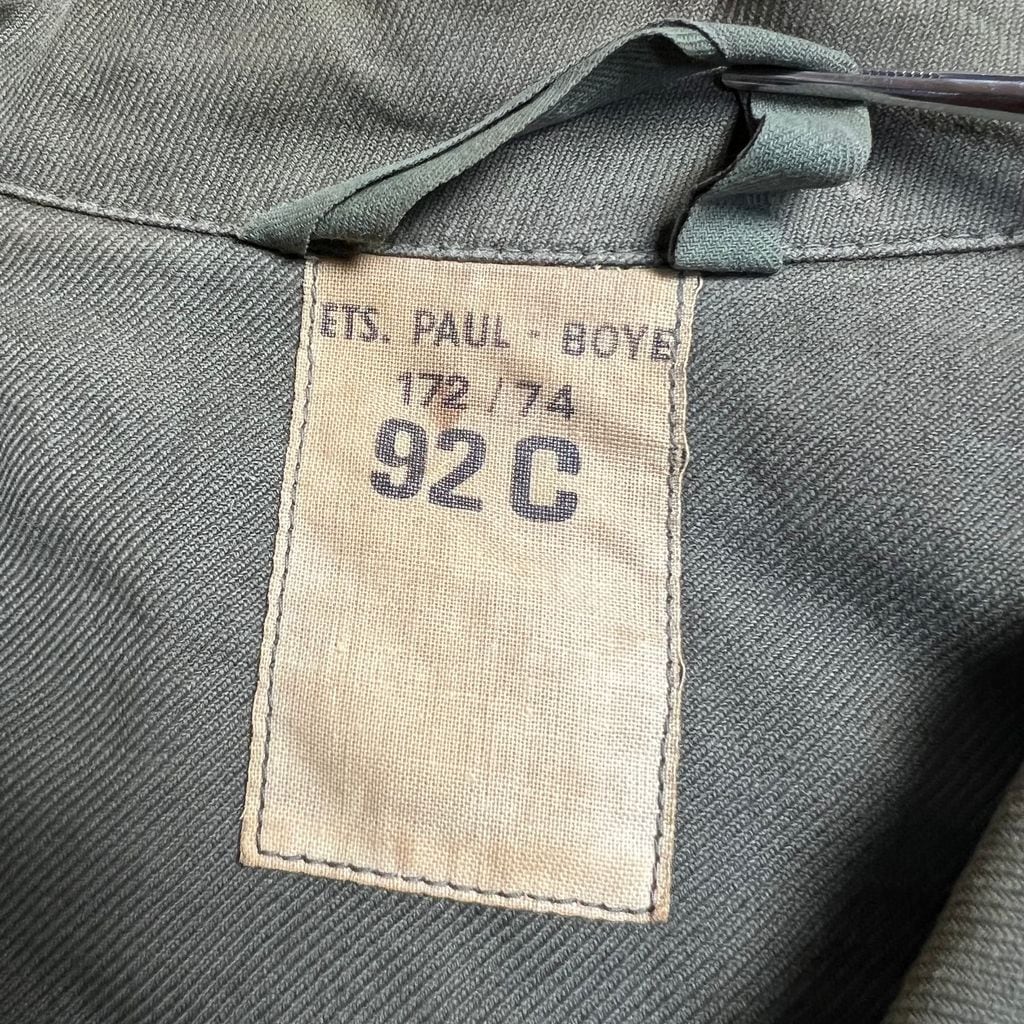 ETS. PAUL - BOYE
172 / 74
92 C